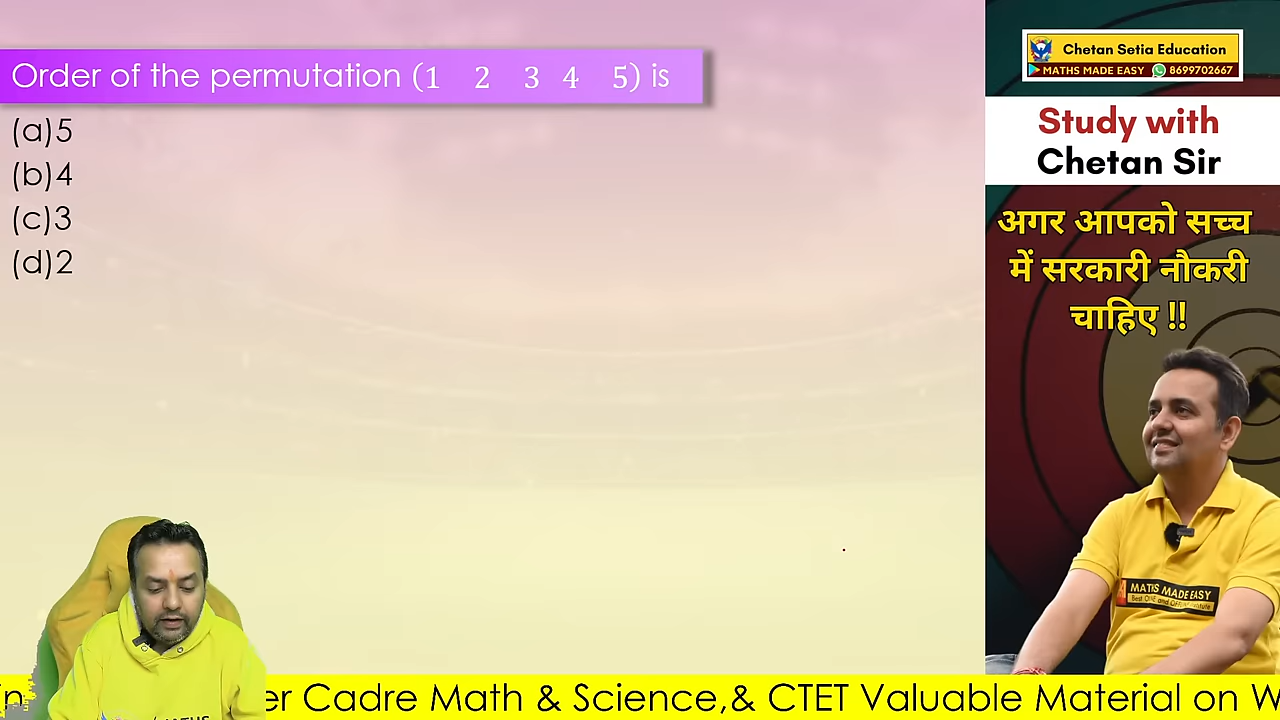 Order of the permutation (1 2 3 4 5) is
(a)5
(b)4
(c)3
(d)2
Chetan Setia Education
MATHS MADE EASY 8699702667
Study with
Chetan Sir
अगर आपको सच्च
में सरकारी नौकरी
चाहिए !!
MATHS MADE EASY
er Cadre Math & Science,& CTET Valuable Material on W